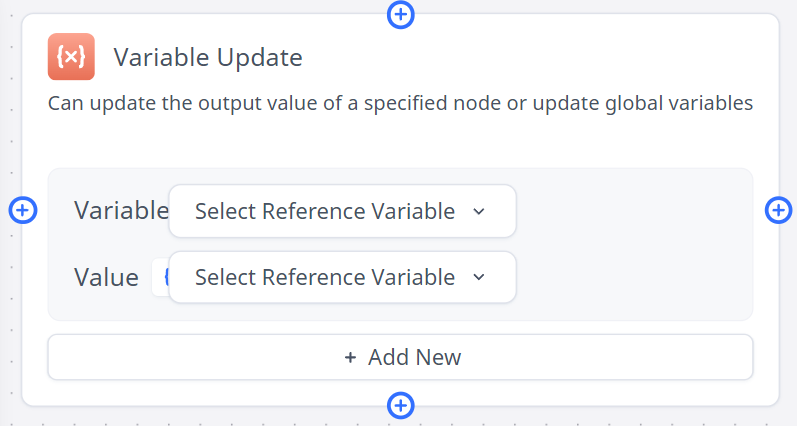 {x} Variable Update
Can update the output value of a specified node or update global variables
Variable Select Reference Variable
Value Select Reference Variable
+ Add New